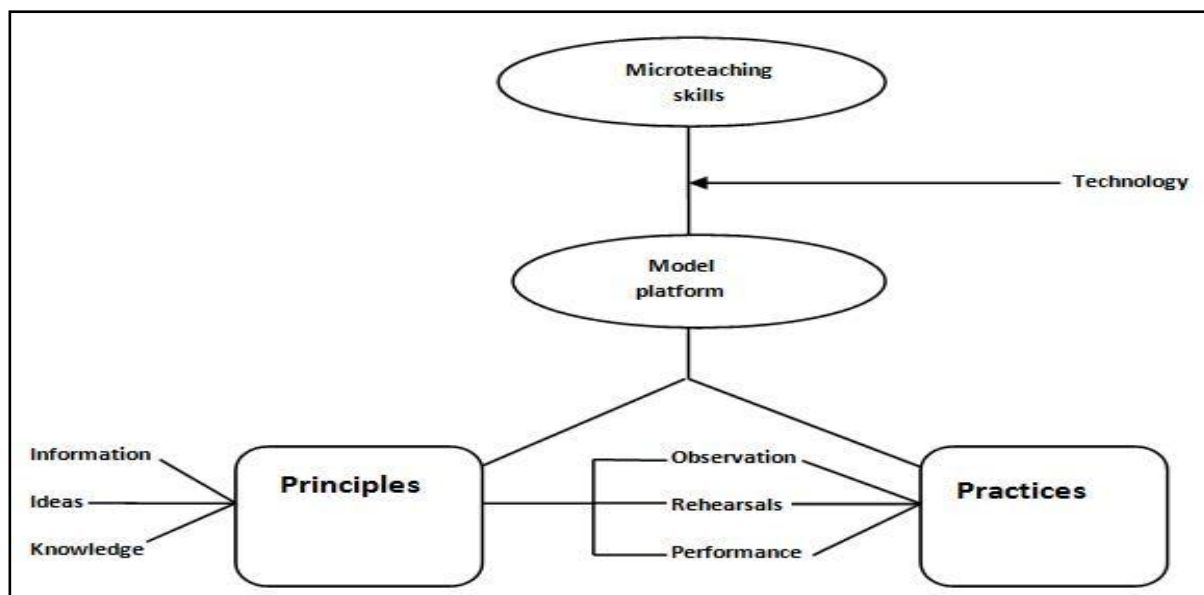 Microteaching
skills
Technology
Model
platform
Information
Ideas
Knowledge
Principles
Observation
Rehearsals
Performance
Practices